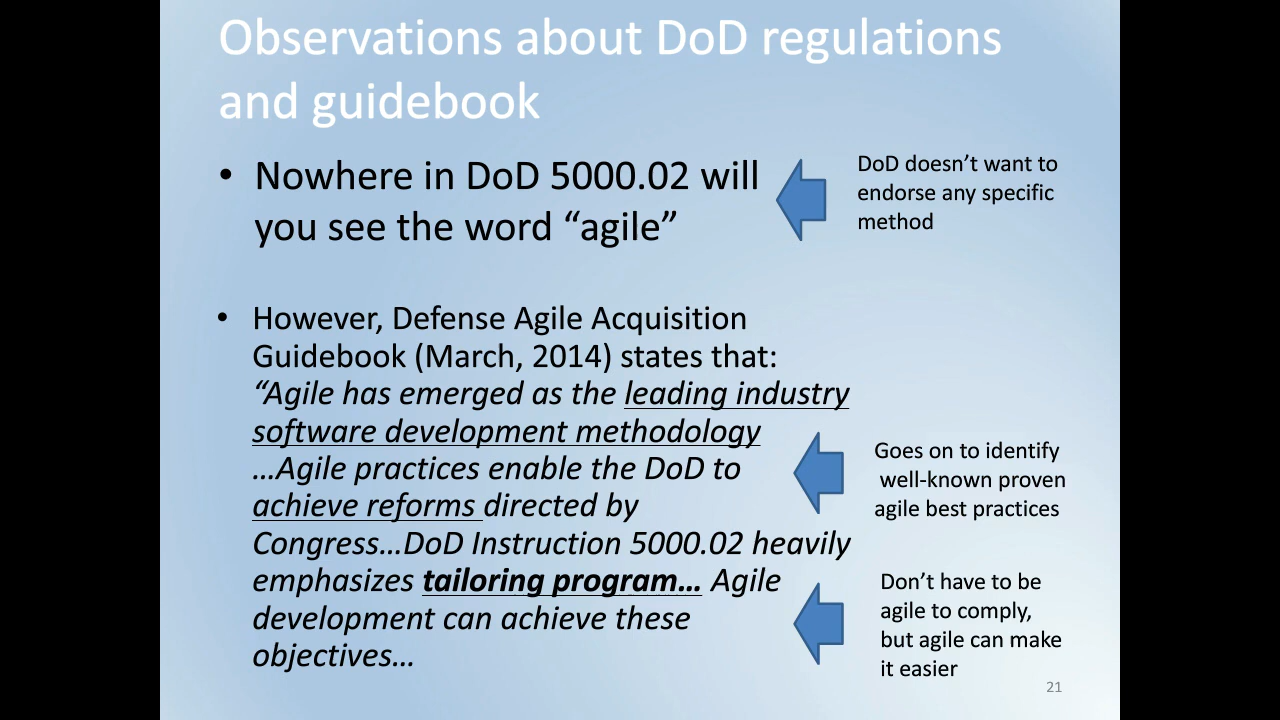 Observations about DoD regulations
and guidebook
• Nowhere in DoD 5000.02 will
you see the word “agile”
DoD doesn’t want to
endorse any specific
method
• However, Defense Agile Acquisition
Guidebook (March, 2014) states that:
“Agile has emerged as the leading industry
software development methodology
…Agile practices enable the DoD to
achieve reforms directed by
Congress…DoD Instruction 5000.02 heavily
emphasizes tailoring program… Agile
development can achieve these
objectives…
Goes on to identify
well-known proven
agile best practices
Don’t have to be
agile to comply,
but agile can make
it easier
21